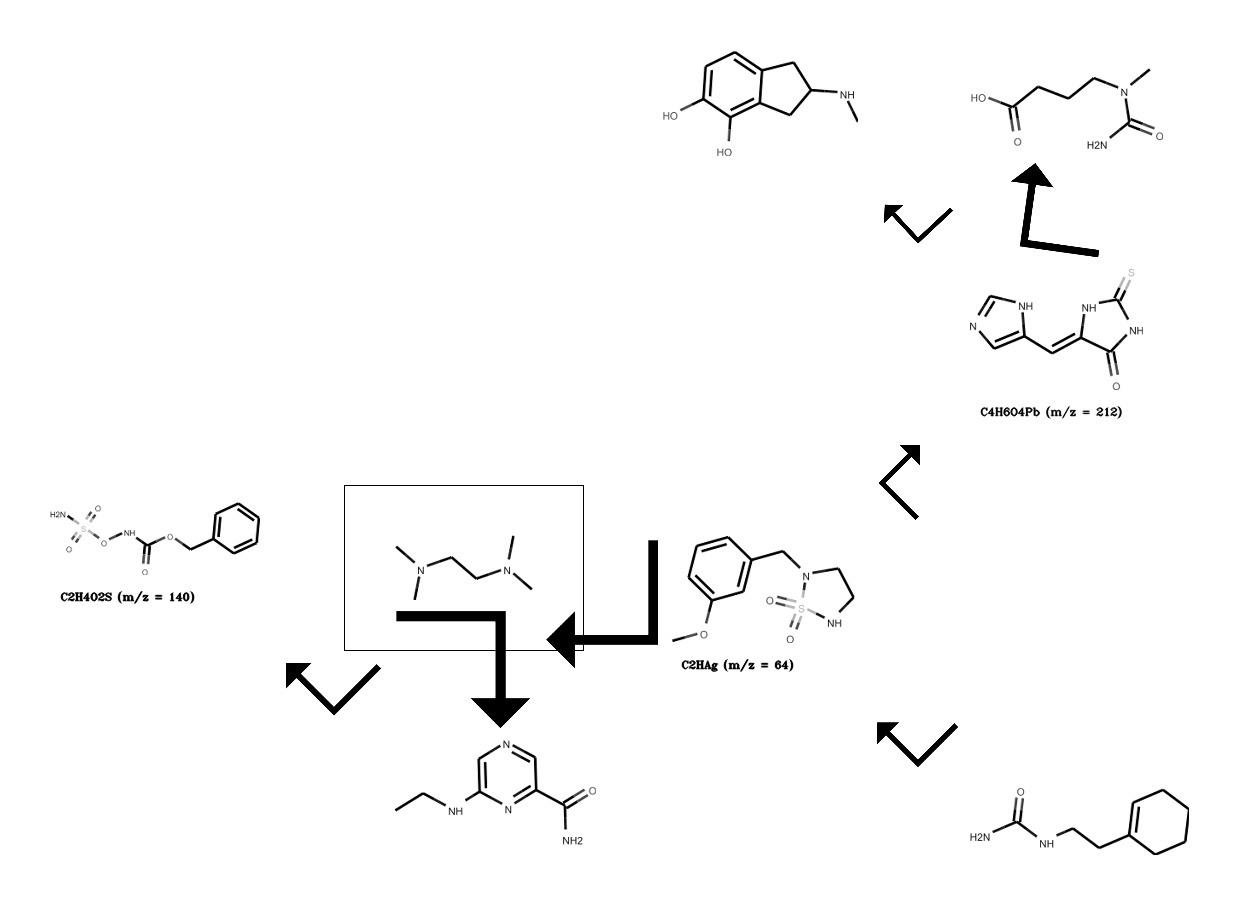 NH
HO
HO
HO
O
N
H2N
O
S
N
NH
NH
NH
O
C4H6O4Pb (m/z = 212)
H2N
O
S
O
O
NH
O
O
C2H4O2S (m/z = 140)
N
N
N
O
S
NH
O
O
C2HAg (m/z = 64)
N
N
NH
O
NH2
O
H2N
NH